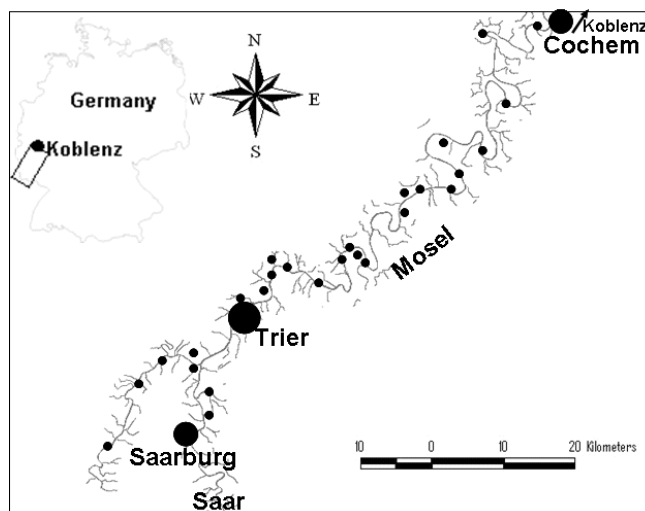 Koblenz
Cochem
N
W E
S
Germany
Koblenz
Mosel
Trier
Saarburg
Saar
10 0 10 20 Kilometers